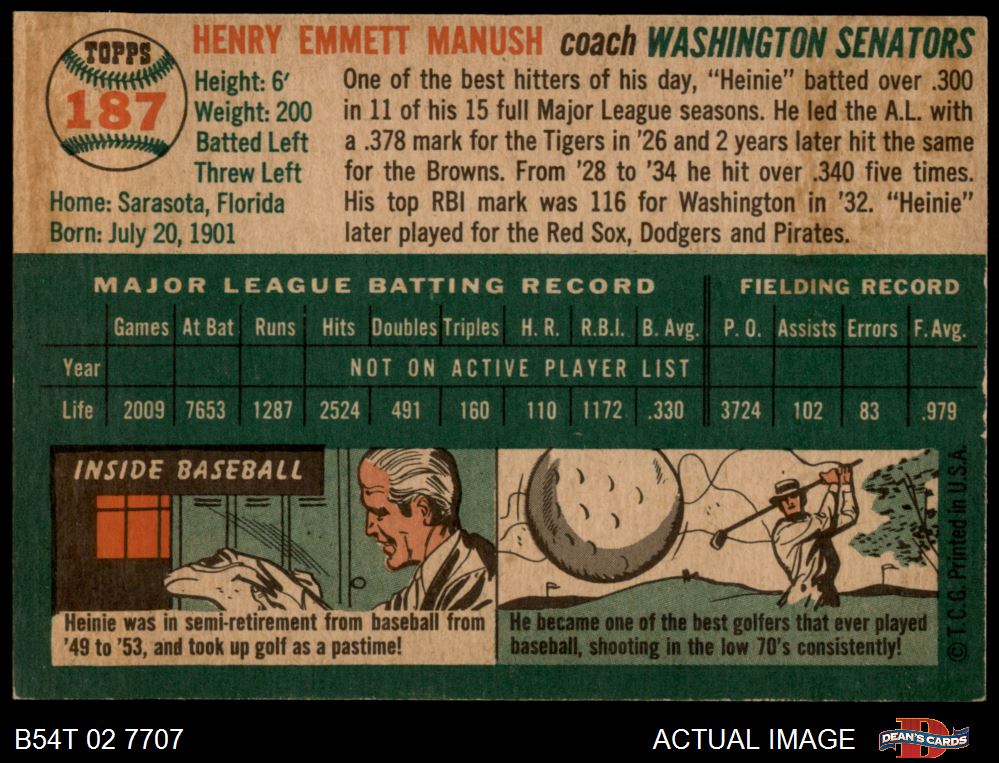 TOPPS
187
HENRY EMMETT MANUSH coach WASHINGTON SENATORS
Height: 6'
Weight: 200
Batted Left
Threw Left
Home: Sarasota, Florida
Born: July 20, 1901
One of the best hitters of his day, “Heinie” batted over .300
in 11 of his 15 full Major League seasons. He led the A.L. with
a .378 mark for the Tigers in '26 and 2 years later hit the same
for the Browns. From '28 to '34 he hit over .340 five times.
His top RBI mark was 116 for Washington in '32. “Heinie”
later played for the Red Sox, Dodgers and Pirates.
MAJOR LEAGUE BATTING RECORD FIELDING RECORD
Games At Bat Runs Hits Doubles Triples H. R. R.B.I. B. Avg. P. O. Assists Errors F. Avg.
Year NOT ON ACTIVE PLAYER LIST
Life 2009 7653 1287 2524 491 160 110 1172 .330 3724 102 83 .979
INSIDE BASEBALL
Heinie was in semi-retirement from baseball from
'49 to '53, and took up golf as a pastime!
He became one of the best golfers that ever played
baseball, shooting in the low 70's consistently!
© T. C. G. Printed in U.S.A.
B54T 02 7707
ACTUAL IMAGE
D
DEAN'S CARDS